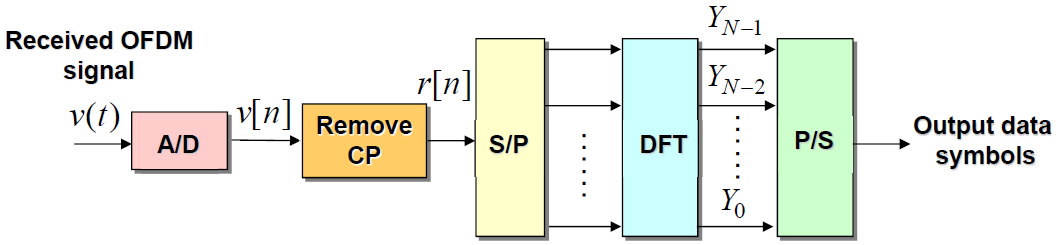 Received OFDM
signal
v(t)
A/D
v[n]
Remove
CP
r[n]
S/P
DFT
Y_{N-1}
Y_{N-2}
Y_0
P/S
Output data
symbols